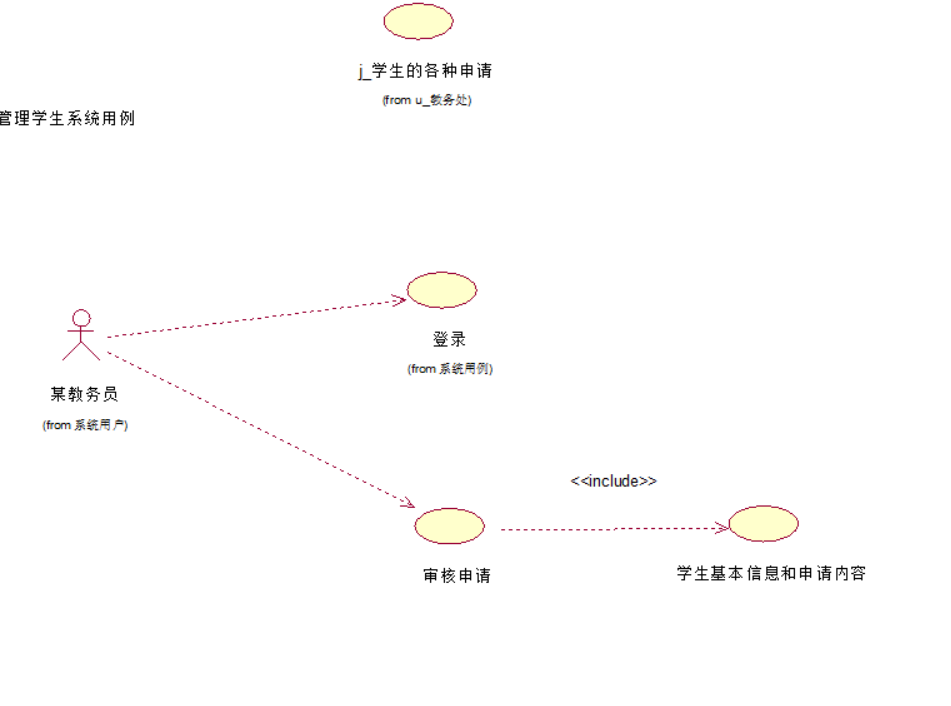 j_学生的各种申请
(from u_教务处)
管理学生系统用例
登录
(from 系统用例)
某教务员
(from 系统用户)
<<include>>
审核申请
学生基本信息和申请内容